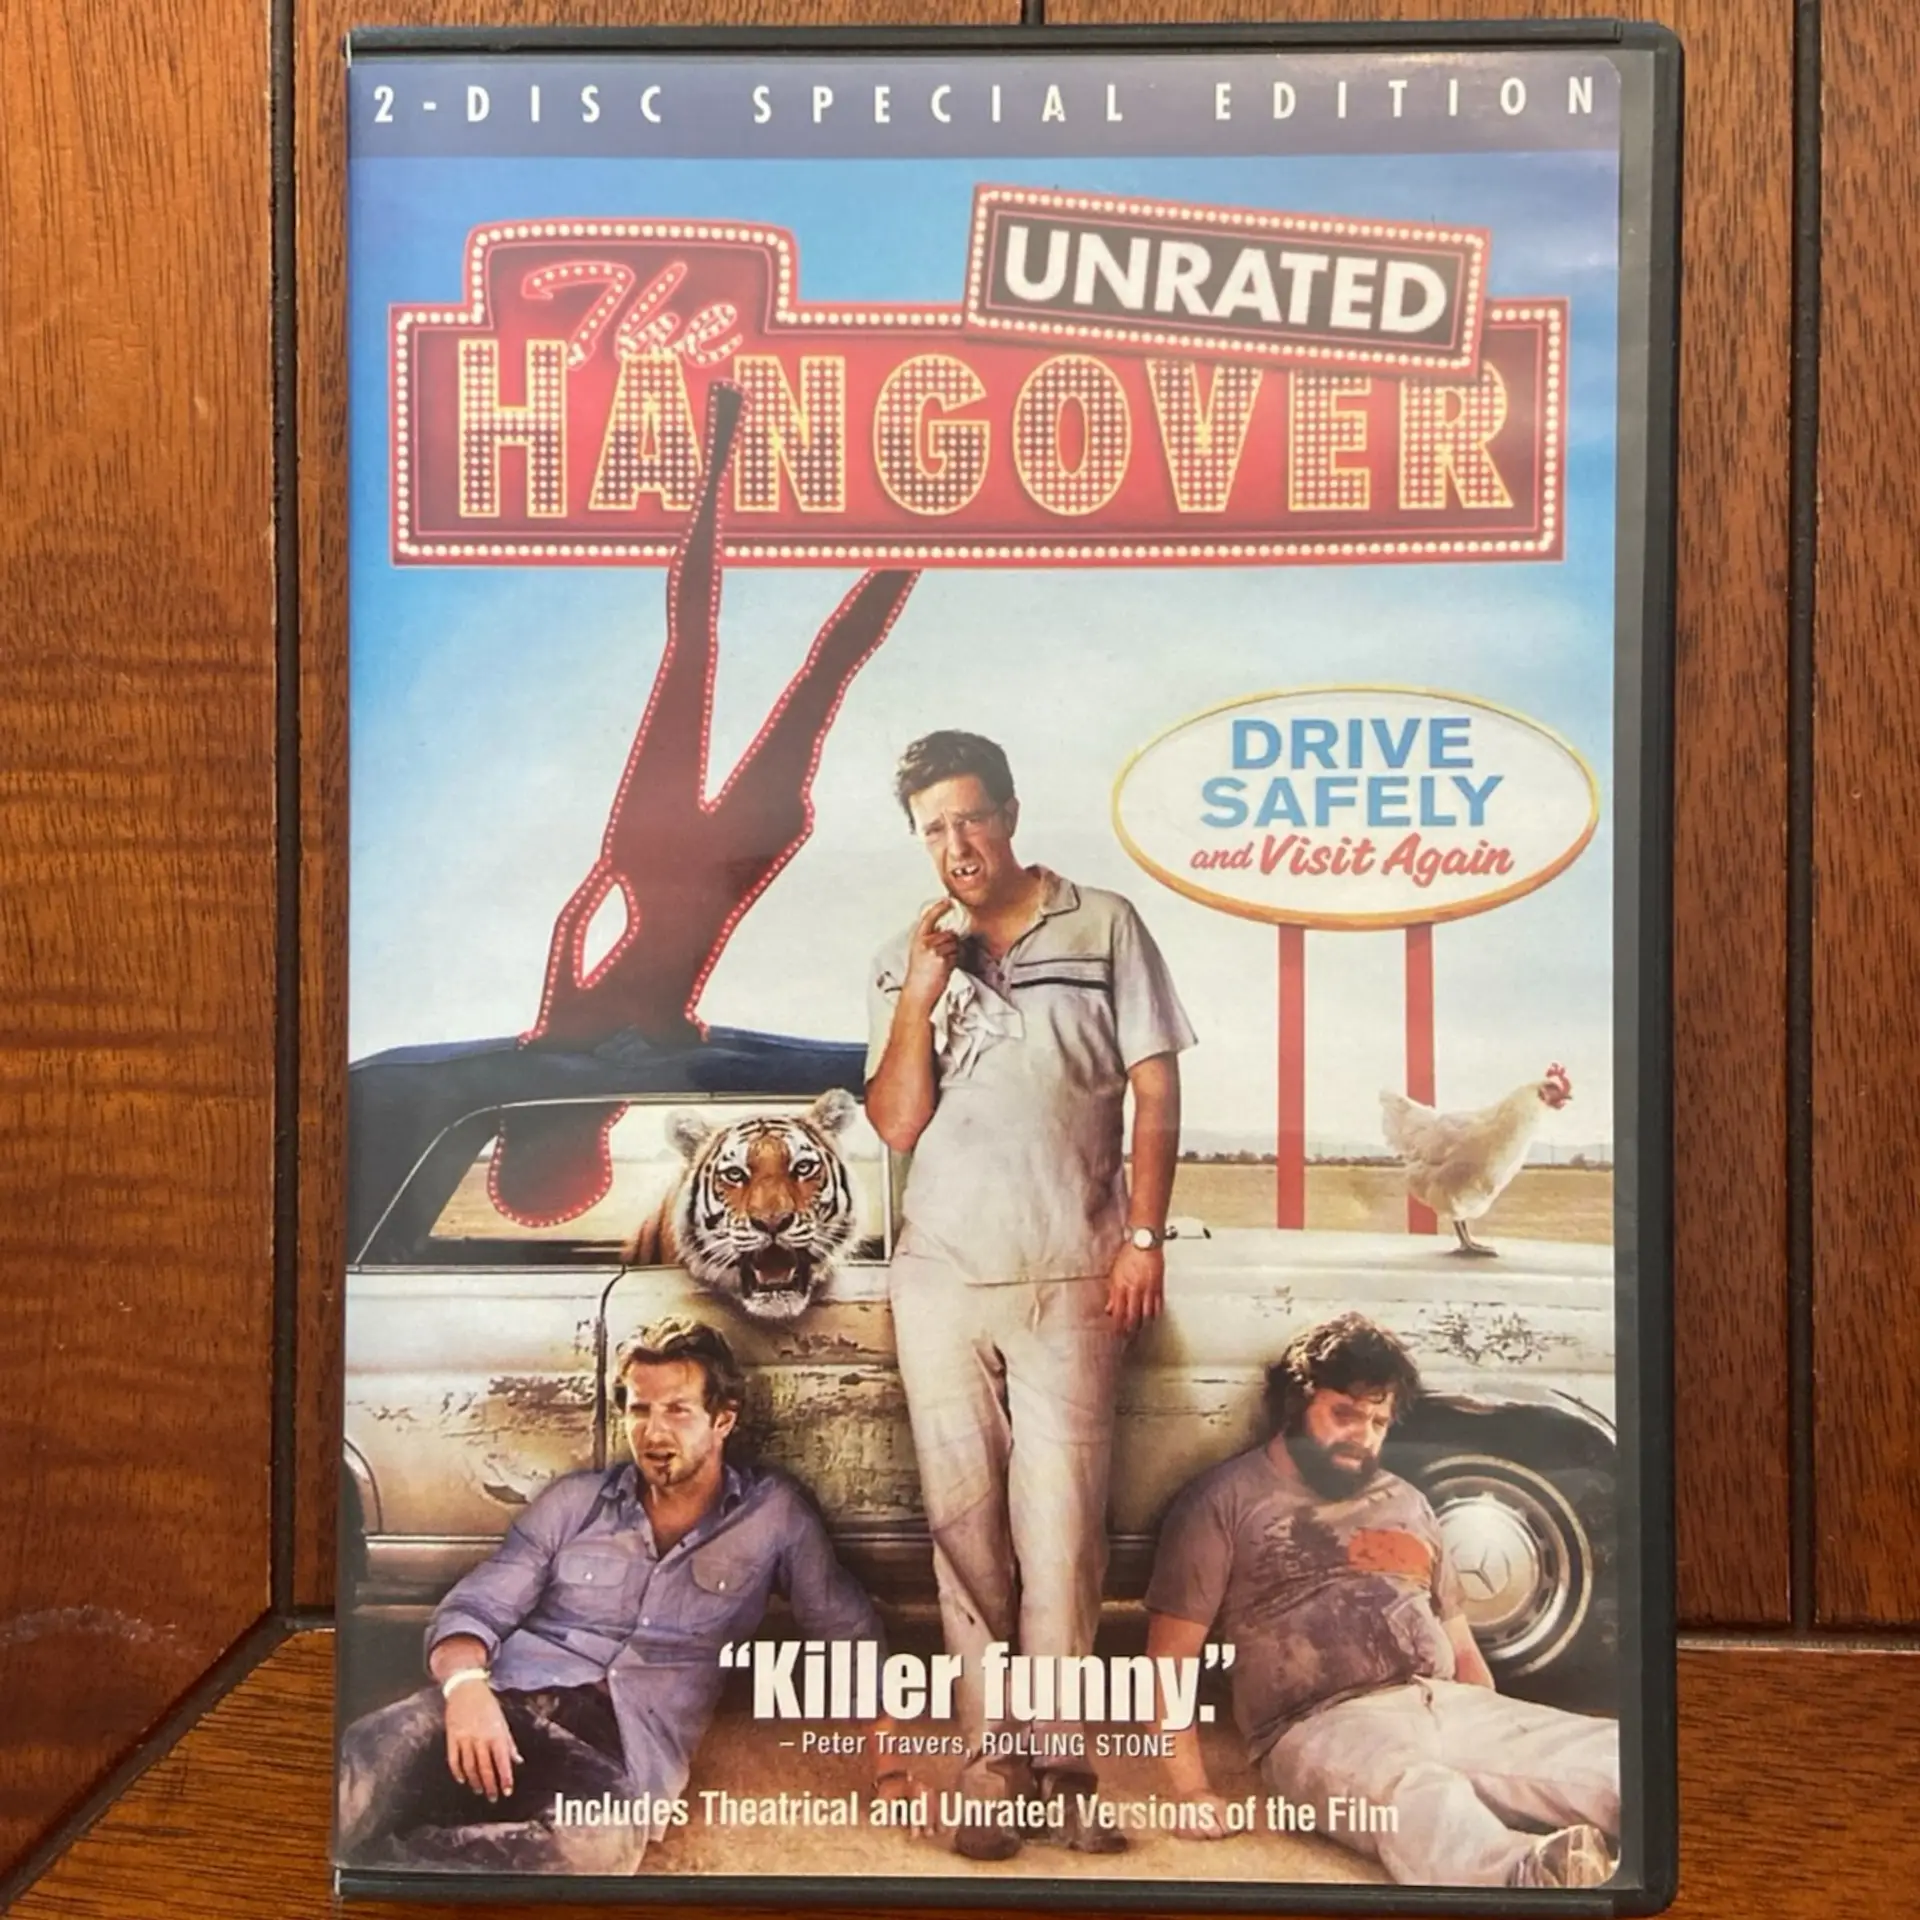 2-DISC SPECIAL EDITION
UNRATED
The
HANGOVER
DRIVE
SAFELY
and Visit Again
“Killer funny.”
– Peter Travers, ROLLING STONE
Includes Theatrical and Unrated Versions of the Film